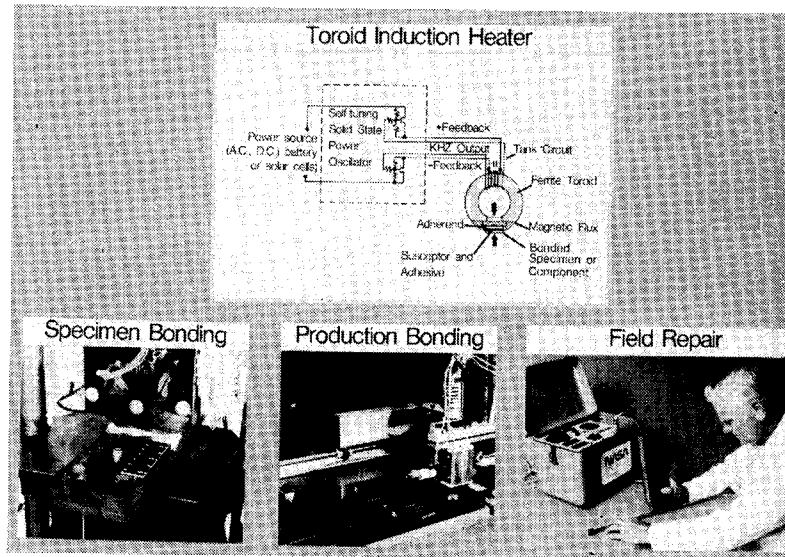 Toroid Induction Heater
Self tuning
Solid State
Power
Oscilator
Power source
(A.C., D.C.) battery
or solar cells)
+Feedback
KHZ Output
-Feedback
Tank Circuit
Ferrite Toroid
Adherend
Magnetic Flux
Susceptor and
Adhesive
Bonded
Specimen or
Component
Specimen Bonding
Production Bonding
Field Repair
NASA